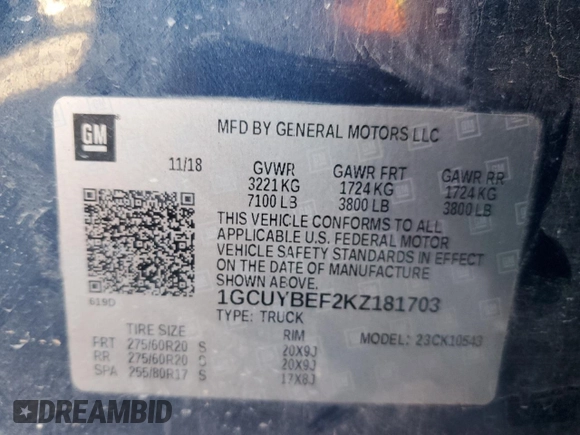 GM
MFD BY GENERAL MOTORS LLC
11/18 GVWR GAWR FRT GAWR RR
3221 KG 1724 KG 1724 KG
7100 LB 3800 LB 3800 LB
THIS VEHICLE CONFORMS TO ALL
APPLICABLE U.S. FEDERAL MOTOR
VEHICLE SAFETY STANDARDS IN EFFECT
ON THE DATE OF MANUFACTURE
SHOWN ABOVE.
619D
1GCUYBEF2KZ181703
TYPE: TRUCK
MODEL: 23CK10543
TIRE SIZE RIM
FRT 275/60R20 S 20X9J
RR 275/60R20 S 20X9J
SPA 255/80R17 S 17X8J
DREAMBID